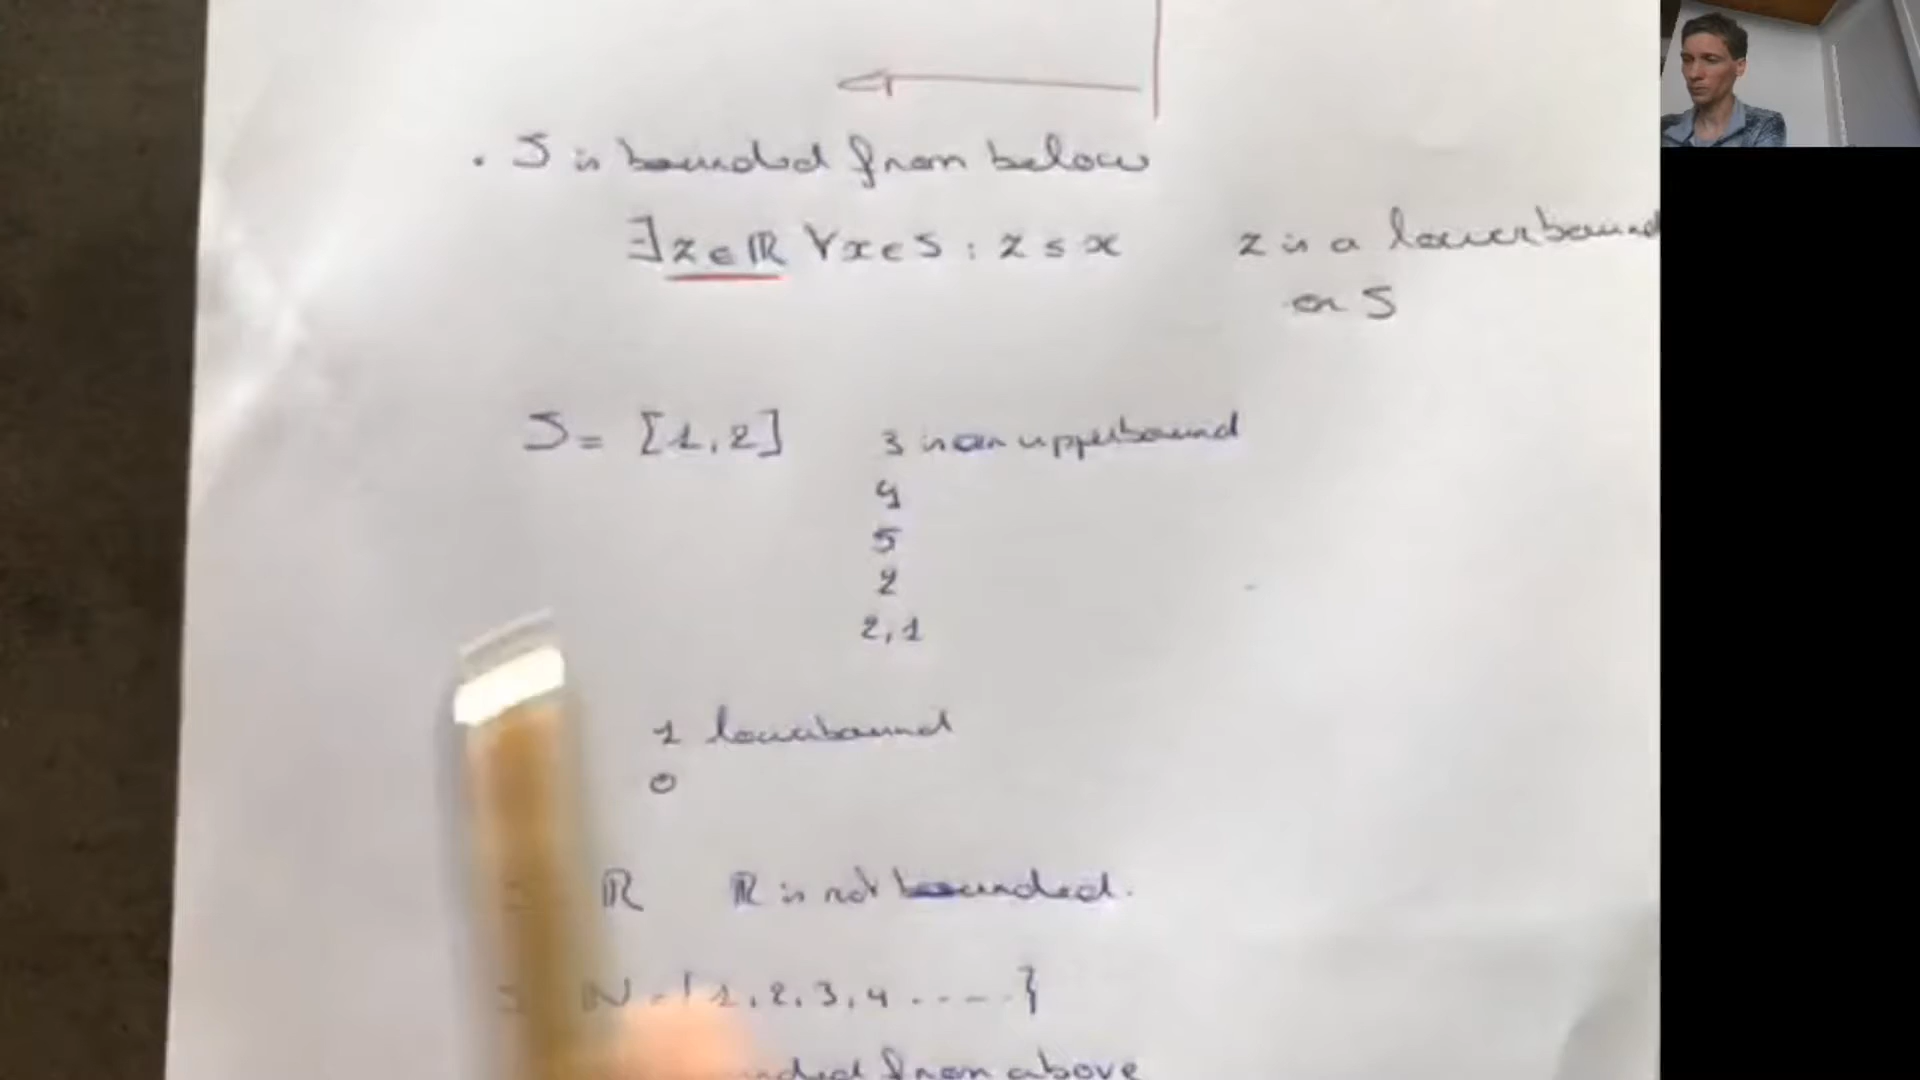 . S is bounded from below
∃z∈ℝ ∀x∈S : z ≤ x    z is a lowerbound
on S
S = [1,2]    3 is an upperbound
4
5
2
2,1
1 lowerbound
0
ℝ    ℝ is not bounded.
ℕ = {1, 2, 3, 4 ..... }
from above